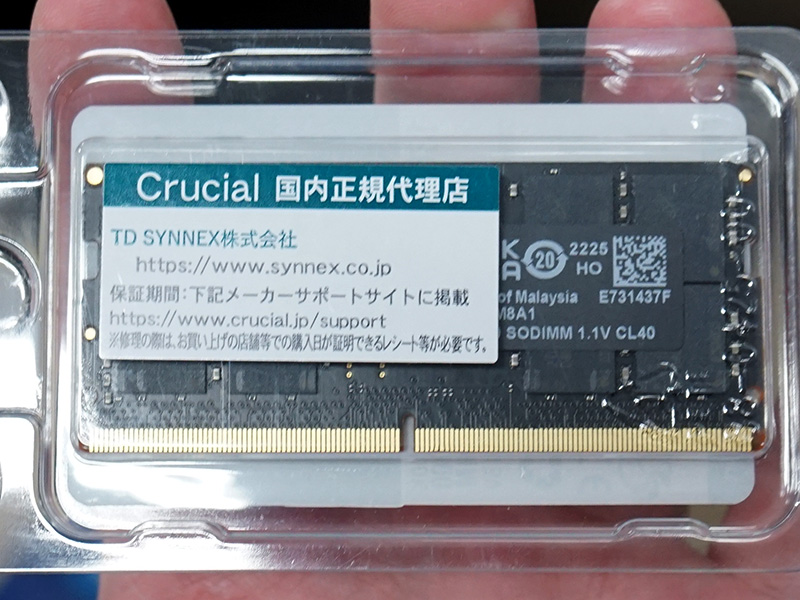 Crucial 国内正規代理店
TD SYNNEX株式会社
https://www.synnex.co.jp
保証期間:下記メーカーサポートサイトに掲載
https://www.crucial.jp/support
※修理の際は、お買い上げの店舗等での購入日が証明できるレシート等が必要です。
K
A
20
2225
HO
of Malaysia E731437F
M8A1
SODIMM 1.1V CL40